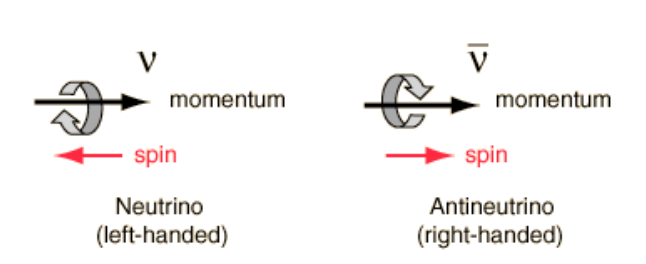 ν
ν̅
momentum
momentum
spin
spin
Neutrino
(left-handed)
Antineutrino
(right-handed)